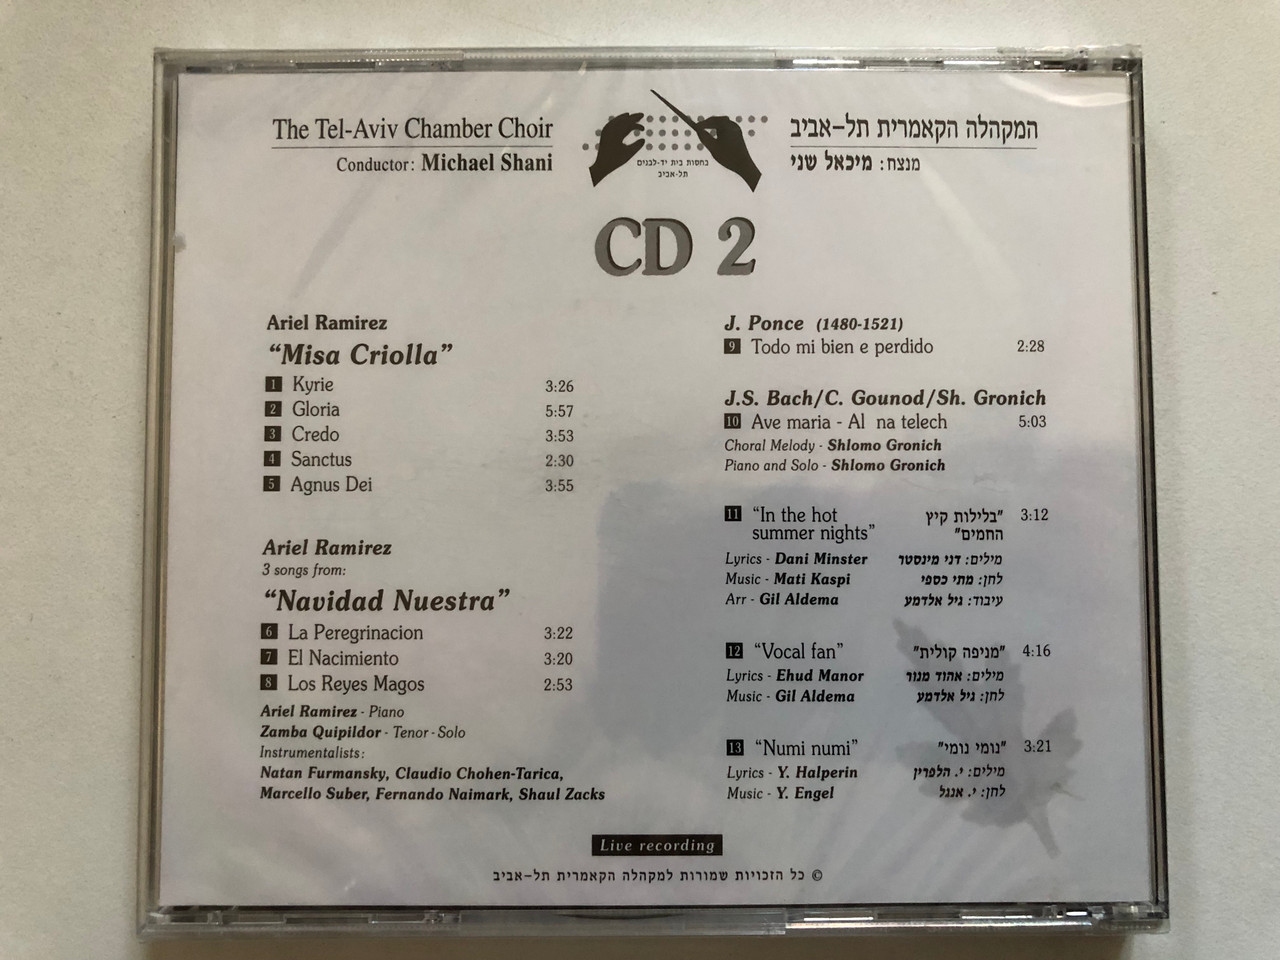 The Tel-Aviv Chamber Choir
Conductor: Michael Shani
בחסות בית יד-לבנים
תל-אביב
המקהלה הקאמרית תל-אביב
מנצח: מיכאל שני
CD 2
Ariel Ramirez
“Misa Criolla”
1 Kyrie 3:26
2 Gloria 5:57
3 Credo 3:53
4 Sanctus 2:30
5 Agnus Dei 3:55
Ariel Ramirez
3 songs from:
“Navidad Nuestra”
6 La Peregrinacion 3:22
7 El Nacimiento 3:20
8 Los Reyes Magos 2:53
Ariel Ramirez - Piano
Zamba Quipildor - Tenor - Solo
Instrumentalists:
Natan Furmansky, Claudio Chohen-Tarica,
Marcello Suber, Fernando Naimark, Shaul Zacks
J. Ponce (1480-1521)
9 Todo mi bien e perdido 2:28
J.S. Bach/C. Gounod/Sh. Gronich
10 Ave maria - Al na telech 5:03
Choral Melody - Shlomo Gronich
Piano and Solo - Shlomo Gronich
11 “In the hot "בלילות קיץ 3:12
summer nights” החמים"
Lyrics - Dani Minster מילים: דני מינסטר
Music - Mati Kaspi לחן: מתי כספי
Arr - Gil Aldema עיבוד: גיל אלדמע
12 “Vocal fan” "מניפה קולית" 4:16
Lyrics - Ehud Manor מילים: אהוד מנור
Music - Gil Aldema לחן: גיל אלדמע
13 “Numi numi” "נומי נומי" 3:21
Lyrics - Y. Halperin מילים: י. הלפרין
Music - Y. Engel לחן: י. אנגל
Live recording
© כל הזכויות שמורות למקהלה הקאמרית תל-אביב